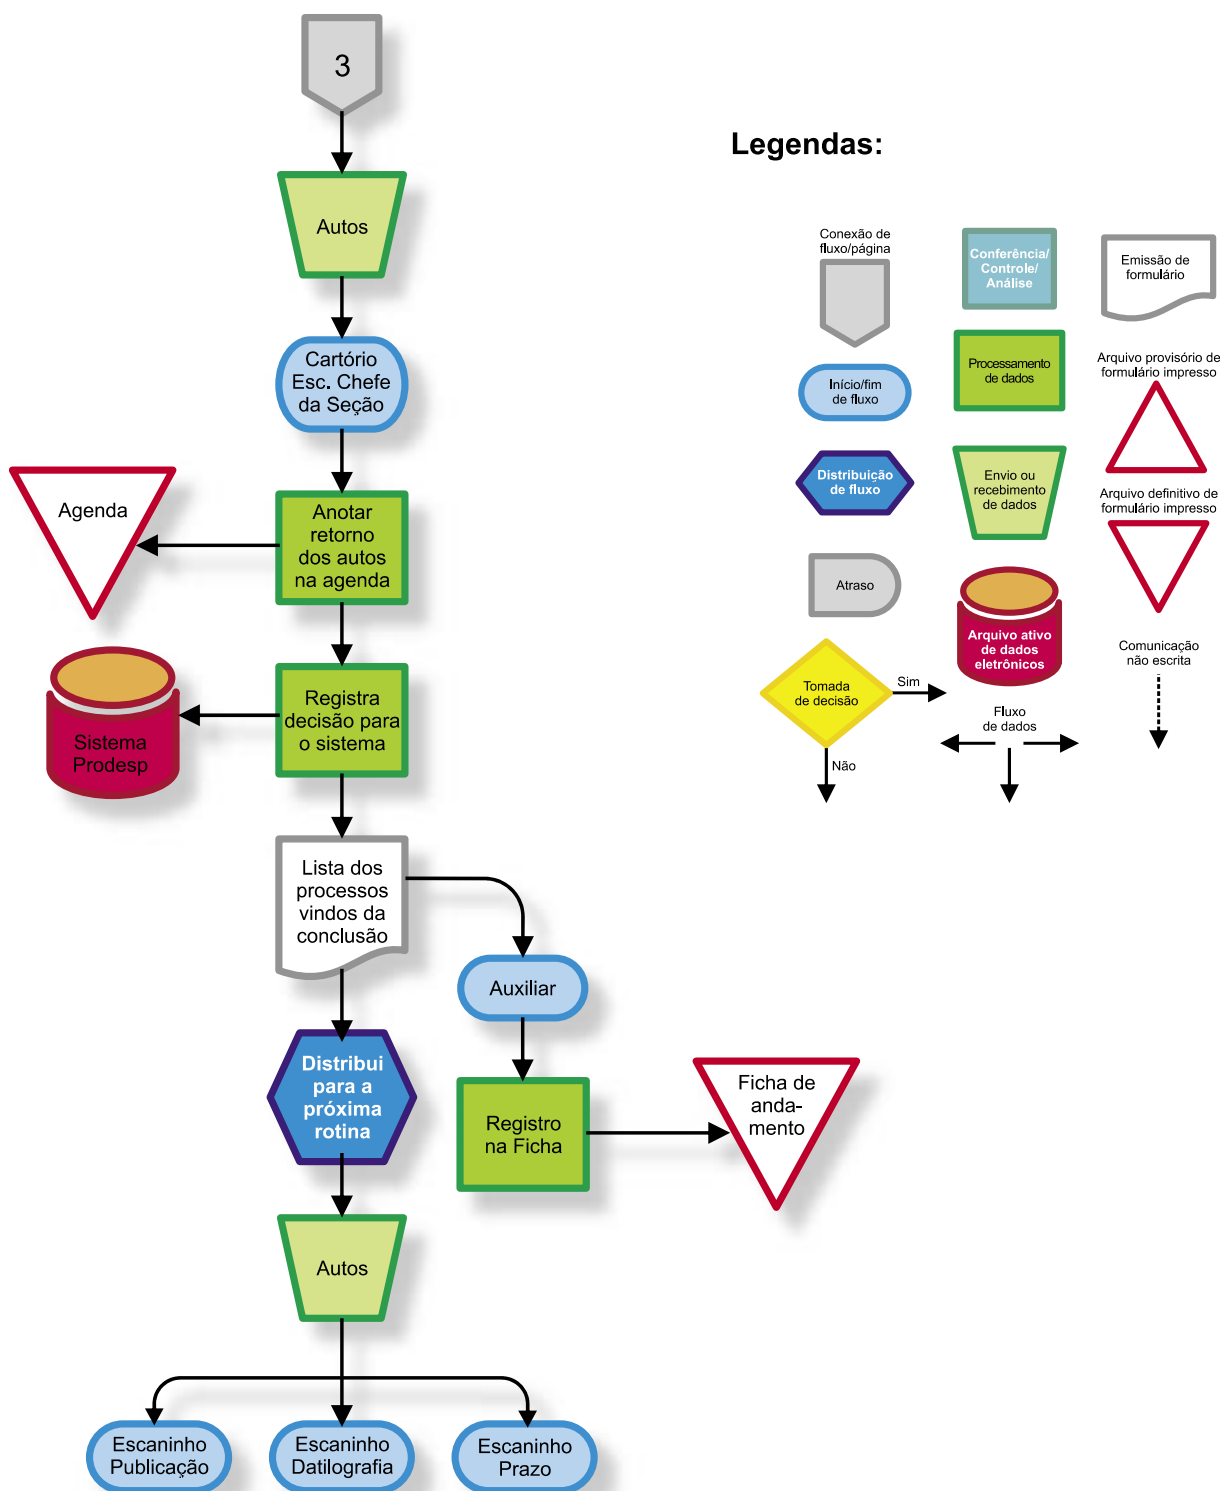 3
Autos
Cartório
Esc. Chefe
da Seção
Agenda
Anotar
retorno
dos autos
na agenda
Sistema
Prodesp
Registra
decisão para
o sistema
Lista dos
processos
vindos da
conclusão
Auxiliar
Distribui
para a
próxima
rotina
Registro
na Ficha
Ficha de
anda-
mento
Autos
Escaninho
Publicação
Escaninho
Datilografia
Escaninho
Prazo
Legendas:
Conexão de
fluxo/página
Conferência/
Controle/
Análise
Emissão de
formulário
Início/fim
de fluxo
Processamento
de dados
Arquivo provisório de
formulário impresso
Distribuição
de fluxo
Envio ou
recebimento
de dados
Arquivo definitivo de
formulário impresso
Atraso
Arquivo ativo
de dados
eletrônicos
Comunicação
não escrita
Tomada
de decisão
Sim
Não
Fluxo
de dados